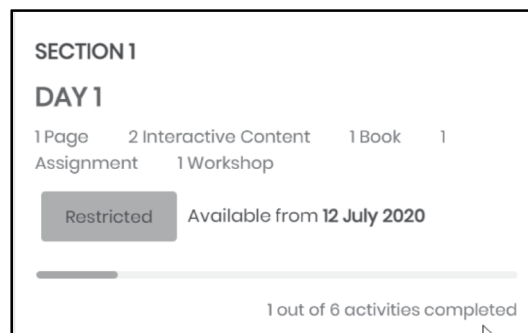 SECTION 1
DAY 1
1 Page 2 Interactive Content 1 Book 1
Assignment 1 Workshop
Restricted Available from 12 July 2020
1 out of 6 activities completed